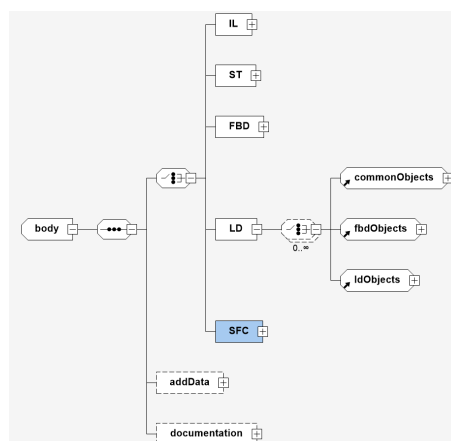 IL
ST
FBD
commonObjects
body
LD
fbdObjects
0..∞
ldObjects
SFC
addData
documentation